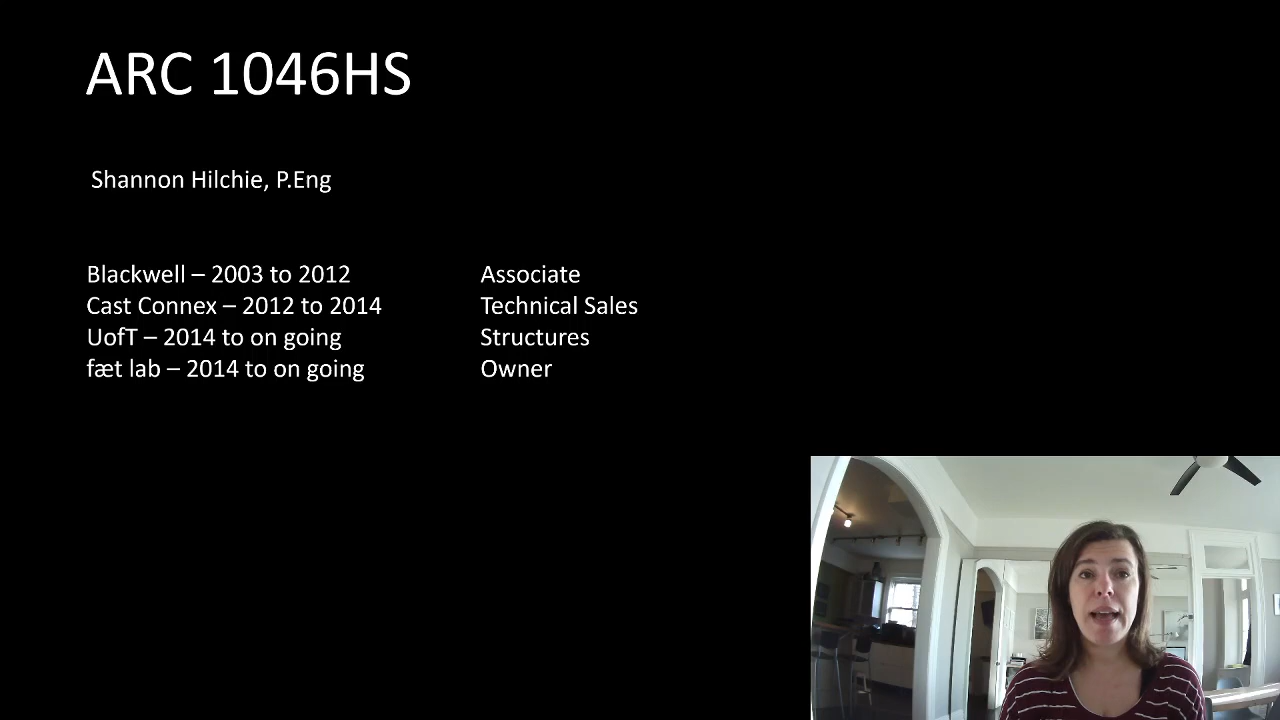 ARC 1046HS
Shannon Hilchie, P.Eng
Blackwell – 2003 to 2012 Associate
Cast Connex – 2012 to 2014 Technical Sales
UofT – 2014 to on going Structures
fæt lab – 2014 to on going Owner